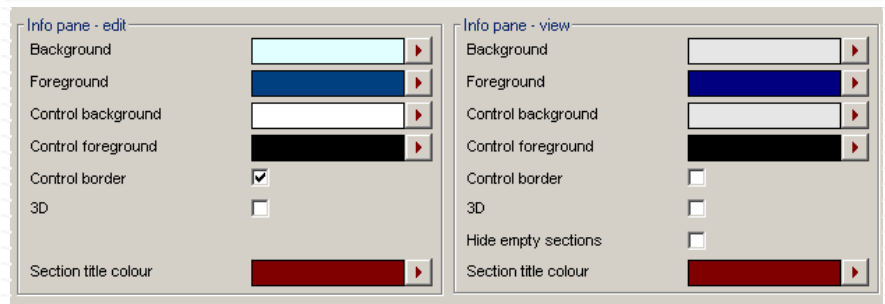 Info pane - edit
Background
Foreground
Control background
Control foreground
Control border
3D
Section title colour
Info pane - view
Background
Foreground
Control background
Control foreground
Control border
3D
Hide empty sections
Section title colour